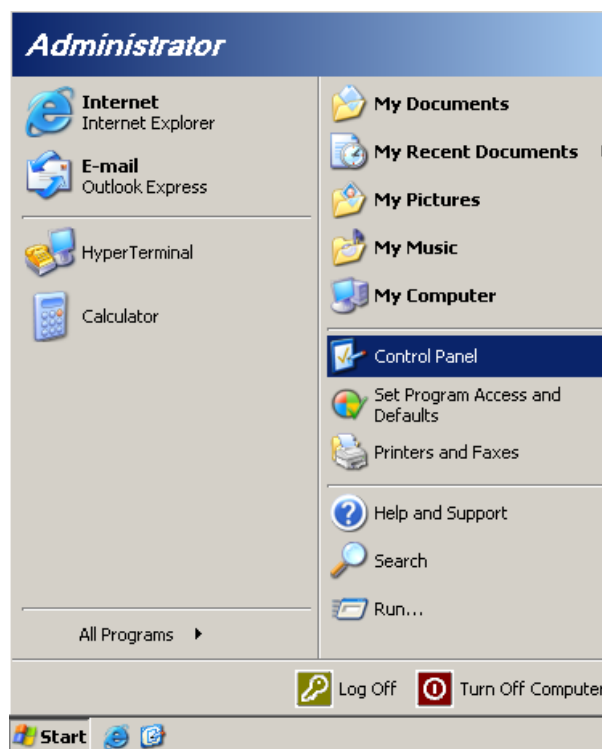 Administrator
Internet
Internet Explorer
E-mail
Outlook Express
HyperTerminal
Calculator
All Programs
My Documents
My Recent Documents
My Pictures
My Music
My Computer
Control Panel
Set Program Access and
Defaults
Printers and Faxes
Help and Support
Search
Run...
Log Off
Turn Off Computer
Start